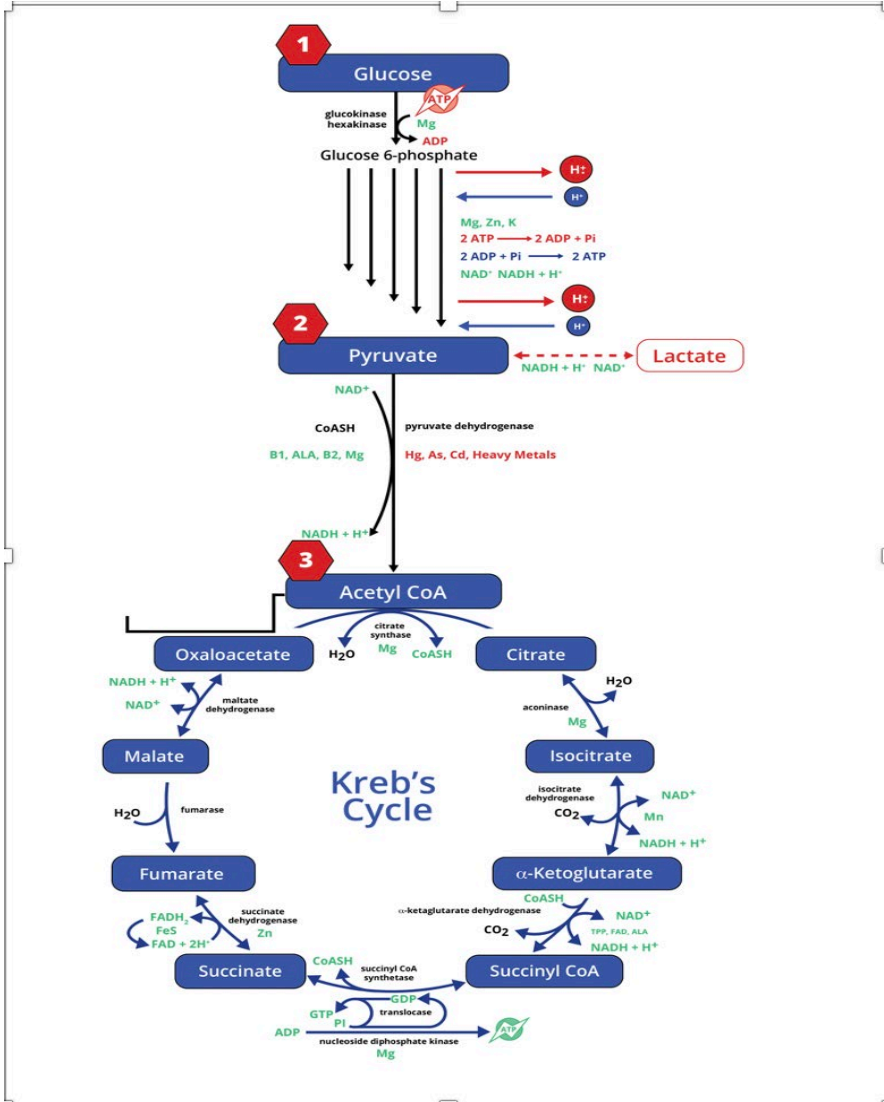 1
Glucose
ATP
glucokinase
hexakinase
Mg
ADP
Glucose 6-phosphate
H⁺
H⁺
Mg, Zn, K
2 ATP → 2 ADP + Pi
2 ADP + Pi → 2 ATP
NAD⁺ NADH + H⁺
H⁺
H⁺
2
Pyruvate
Lactate
NADH + H⁺ NAD⁺
NAD⁺
CoASH
pyruvate dehydrogenase
B1, ALA, B2, Mg
Hg, As, Cd, Heavy Metals
NADH + H⁺
3
Acetyl CoA
citrate
synthase
Oxaloacetate
H₂O
Mg
CoASH
Citrate
NADH + H⁺
NAD⁺
maltate
dehydrogenase
H₂O
aconinase
Mg
Malate
Isocitrate
Kreb's
Cycle
isocitrate
dehydrogenase
NAD⁺
CO₂
Mn
NADH + H⁺
H₂O
fumarase
Fumarate
α-Ketoglutarate
CoASH
α-ketaglutarate dehydrogenase
NAD⁺
CO₂
TPP, FAD, ALA
NADH + H⁺
FADH₂
FeS
FAD + 2H⁺
succinate
dehydrogenase
Zn
Succinate
CoASH
succinyl CoA
synthetase
Succinyl CoA
GDP
GTP
translocase
PI
ADP
ATP
nucleoside diphosphate kinase
Mg